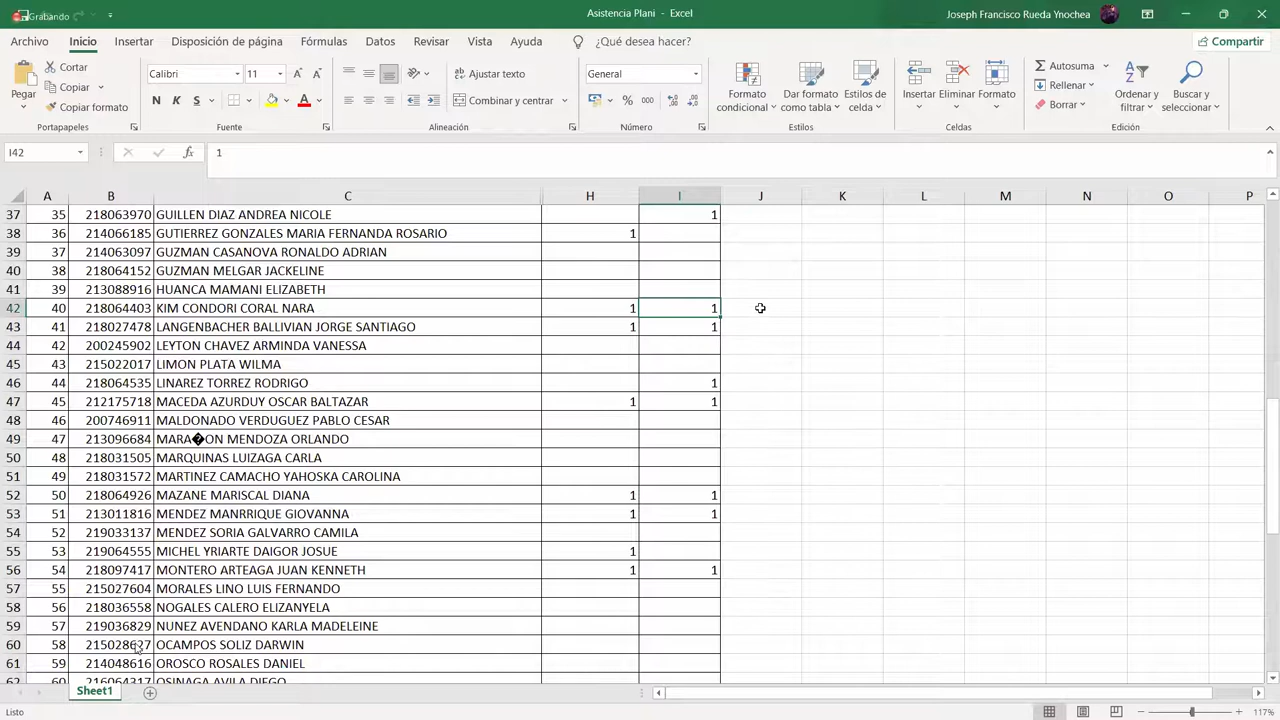 Grabando
Asistencia Plani - Excel
Joseph Francisco Rueda Ynochea
Archivo Inicio Insertar Disposición de página Fórmulas Datos Revisar Vista Ayuda ¿Qué desea hacer? Compartir
Pegar
Cortar
Copiar
Copiar formato
Portapapeles
Calibri 11
N K S
Fuente
Ajustar texto
Combinar y centrar
Alineación
General
% 000
Número
Formato condicional
Dar formato como tabla
Estilos de celda
Estilos
Insertar Eliminar Formato
Celdas
Autosuma
Rellenar
Borrar
Ordenar y filtrar
Buscar y seleccionar
Edición
I42 fx 1
A B C H I J K L M N O P
37 35 218063970 GUILLEN DIAZ ANDREA NICOLE 1
38 36 214066185 GUTIERREZ GONZALES MARIA FERNANDA ROSARIO 1
39 37 214063097 GUZMAN CASANOVA RONALDO ADRIAN
40 38 218064152 GUZMAN MELGAR JACKELINE
41 39 213088916 HUANCA MAMANI ELIZABETH
42 40 218064403 KIM CONDORI CORAL NARA 1 1
43 41 218027478 LANGENBACHER BALLIVIAN JORGE SANTIAGO 1 1
44 42 200245902 LEYTON CHAVEZ ARMINDA VANESSA
45 43 215022017 LIMON PLATA WILMA
46 44 218064535 LINAREZ TORREZ RODRIGO 1
47 45 212175718 MACEDA AZURDUY OSCAR BALTAZAR 1 1
48 46 200746911 MALDONADO VERDUGUEZ PABLO CESAR
49 47 213096684 MARA�ON MENDOZA ORLANDO
50 48 218031505 MARQUINAS LUIZAGA CARLA
51 49 218031572 MARTINEZ CAMACHO YAHOSKA CAROLINA
52 50 218064926 MAZANE MARISCAL DIANA 1 1
53 51 213011816 MENDEZ MANRRIQUE GIOVANNA 1 1
54 52 219033137 MENDEZ SORIA GALVARRO CAMILA
55 53 219064555 MICHEL YRIARTE DAIGOR JOSUE 1
56 54 218097417 MONTERO ARTEAGA JUAN KENNETH 1 1
57 55 215027604 MORALES LINO LUIS FERNANDO
58 56 218036558 NOGALES CALERO ELIZANYELA
59 57 219036829 NUNEZ AVENDANO KARLA MADELEINE
60 58 215028627 OCAMPOS SOLIZ DARWIN
61 59 214048616 OROSCO ROSALES DANIEL
62 60 216064317 OSINAGA AVILA DIEGO
Sheet1
Listo
117%